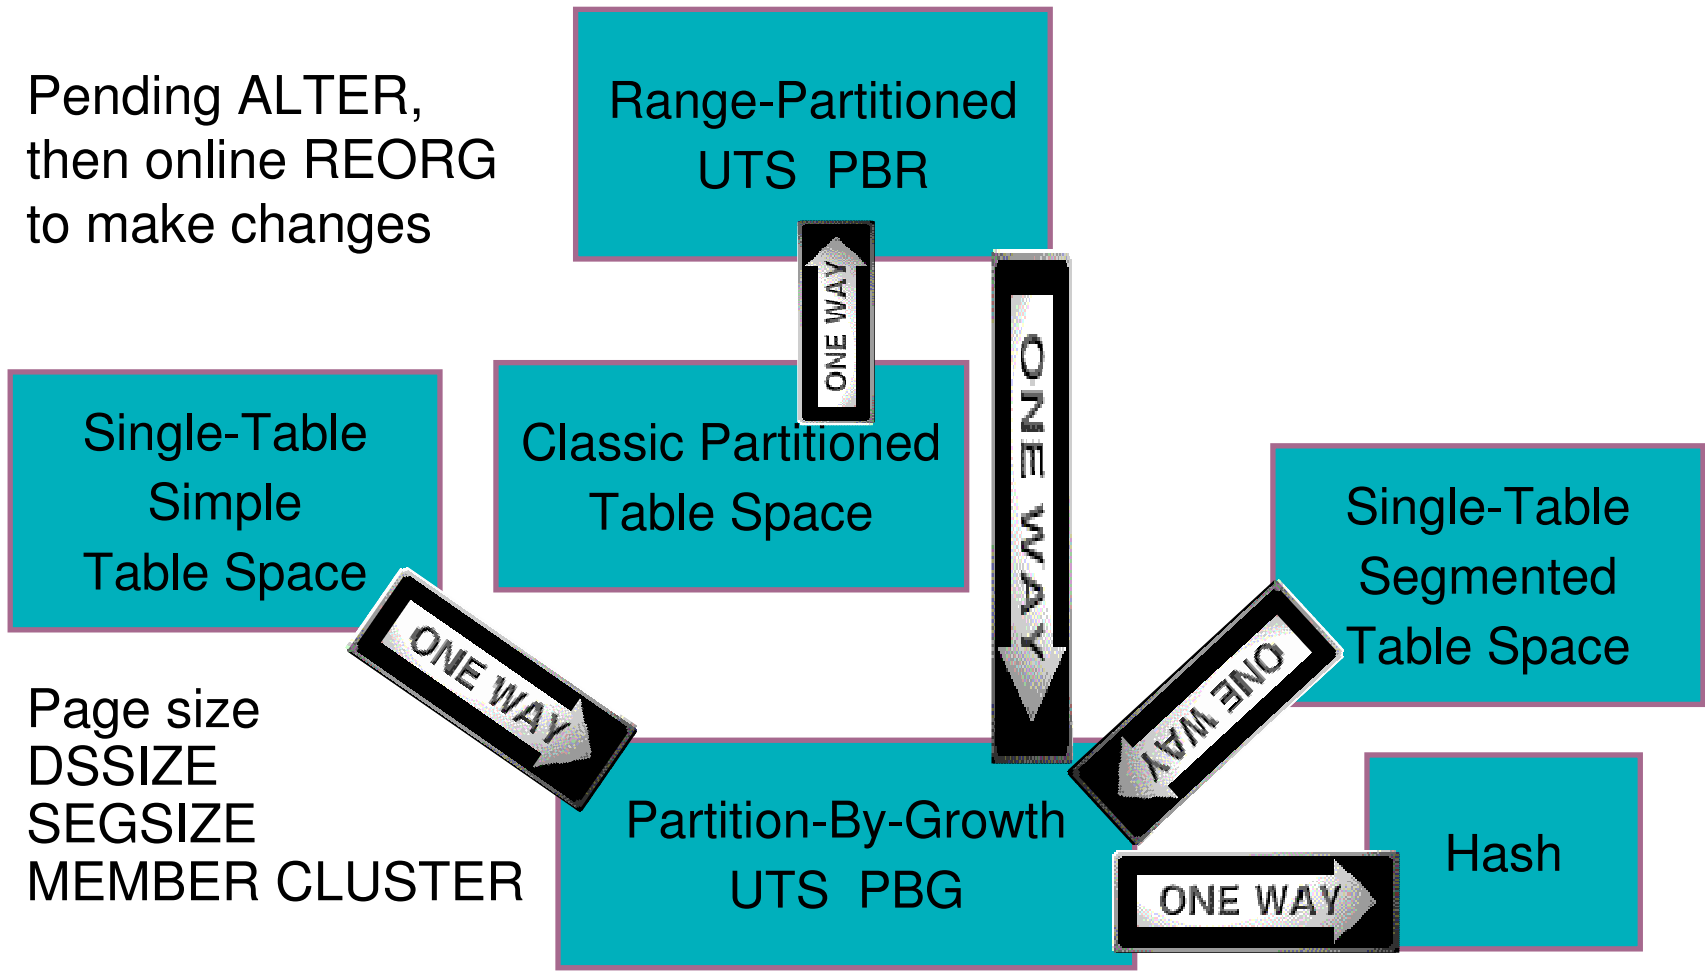 Pending ALTER,
then online REORG
to make changes
Range-Partitioned
UTS PBR
ONE WAY
ONE WAY
Single-Table
Simple
Table Space
Classic Partitioned
Table Space
Single-Table
Segmented
Table Space
ONE WAY
ONE WAY
Page size
DSSIZE
SEGSIZE
MEMBER CLUSTER
Partition-By-Growth
UTS PBG
ONE WAY
Hash